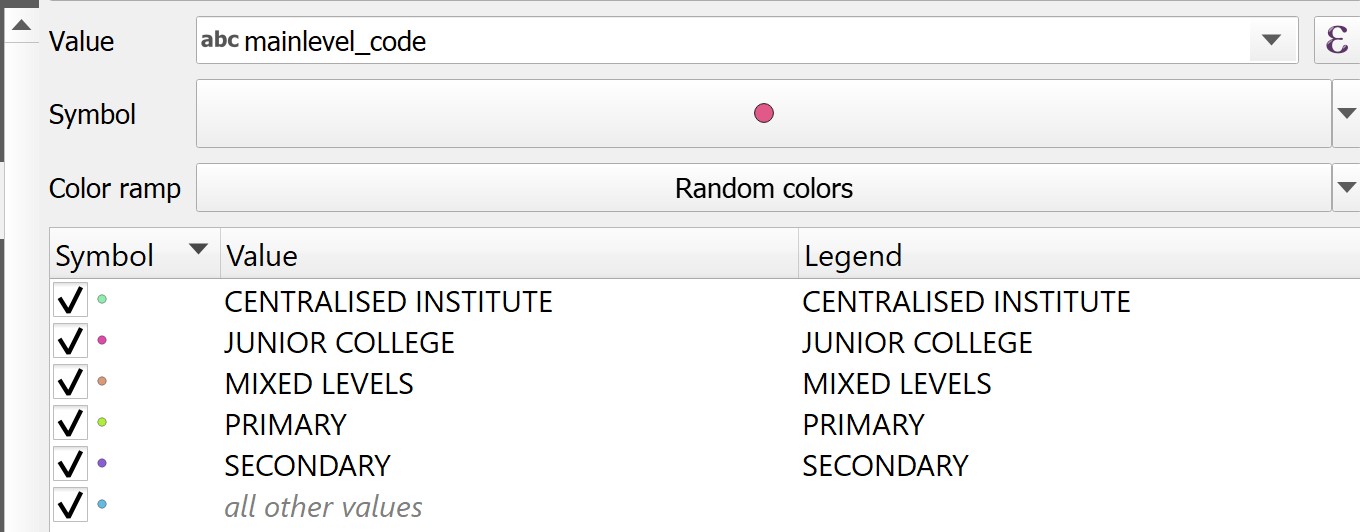 Value abc mainlevel_code ε
Symbol
Color ramp Random colors
Symbol Value Legend
CENTRALISED INSTITUTE CENTRALISED INSTITUTE
JUNIOR COLLEGE JUNIOR COLLEGE
MIXED LEVELS MIXED LEVELS
PRIMARY PRIMARY
SECONDARY SECONDARY
all other values